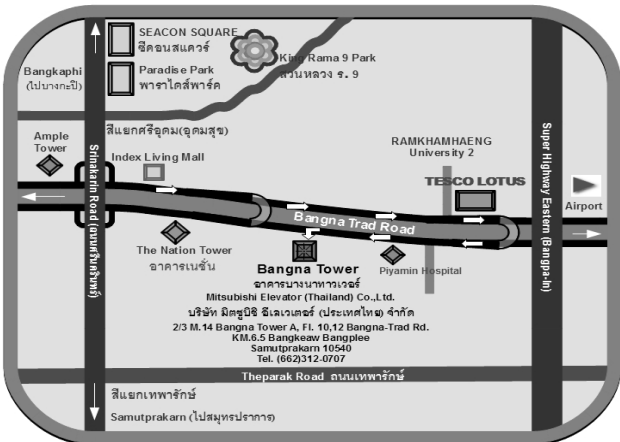 SEACON SQUARE
ซีคอนสแควร์
King Rama 9 Park
สวนหลวง ร. 9
Bangkaphi
(ไปบางกะปิ)
Paradise Park
พาราไดส์พาร์ค
สี่แยกศรีอุดม(อุดมสุข)
Ample
Tower
Index Living Mall
RAMKHAMHAENG
University 2
TESCO LOTUS
Airport
Srinakarin Road (ถนนศรีนครินทร์)
Super Highway Eastern (Bangpa-In)
Bangna Trad Road
The Nation Tower
อาคารเนชั่น
Piyamin Hospital
Bangna Tower
อาคารบางนาทาวเวอร์
Mitsubishi Elevator (Thailand) Co.,Ltd.
บริษัท มิตซูบิชิ อีเลเวเตอร์ (ประเทศไทย) จำกัด
2/3 M.14 Bangna Tower A, Fl. 10,12 Bangna-Trad Rd.
KM.6.5 Bangkeaw Bangplee
Samutprakarn 10540
Tel. (662)312-0707
Theparak Road ถนนเทพารักษ์
สี่แยกเทพารักษ์
Samutprakarn (ไปสมุทรปราการ)